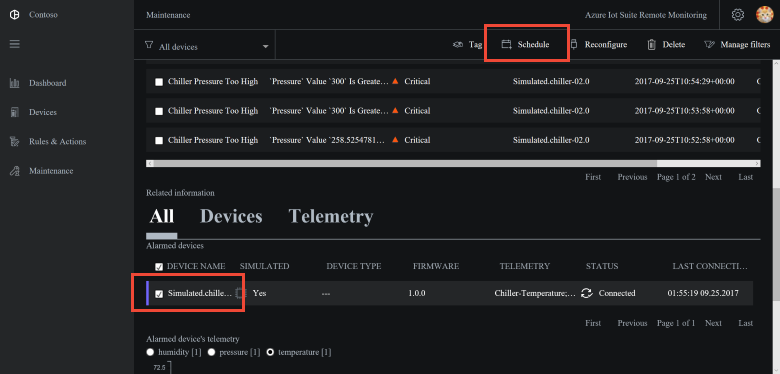 Contoso
Maintenance
Azure Iot Suite Remote Monitoring
All devices
Tag
Schedule
Reconfigure
Delete
Manage filters
Dashboard
Devices
Rules & Actions
Maintenance
Chiller Pressure Too High `Pressure` Value `300` Is Greate... Critical Simulated.chiller-02.0 2017-09-25T10:54:29+00:00
Chiller Pressure Too High `Pressure` Value `300` Is Greate... Critical Simulated.chiller-02.0 2017-09-25T10:53:58+00:00
Chiller Pressure Too High `Pressure` Value `258.5254781... Critical Simulated.chiller-02.0 2017-09-25T10:52:58+00:00
First Previous Page 1 of 2 Next Last
Related information
All Devices Telemetry
Alarmed devices
DEVICE NAME SIMULATED DEVICE TYPE FIRMWARE TELEMETRY STATUS LAST CONNECTI...
Simulated.chille... Yes --- 1.0.0 Chiller-Temperature;... Connected 01:55:19 09.25.2017
First Previous Page 1 of 1 Next Last
Alarmed device's telemetry
humidity [1] pressure [1] temperature [1]
72.5